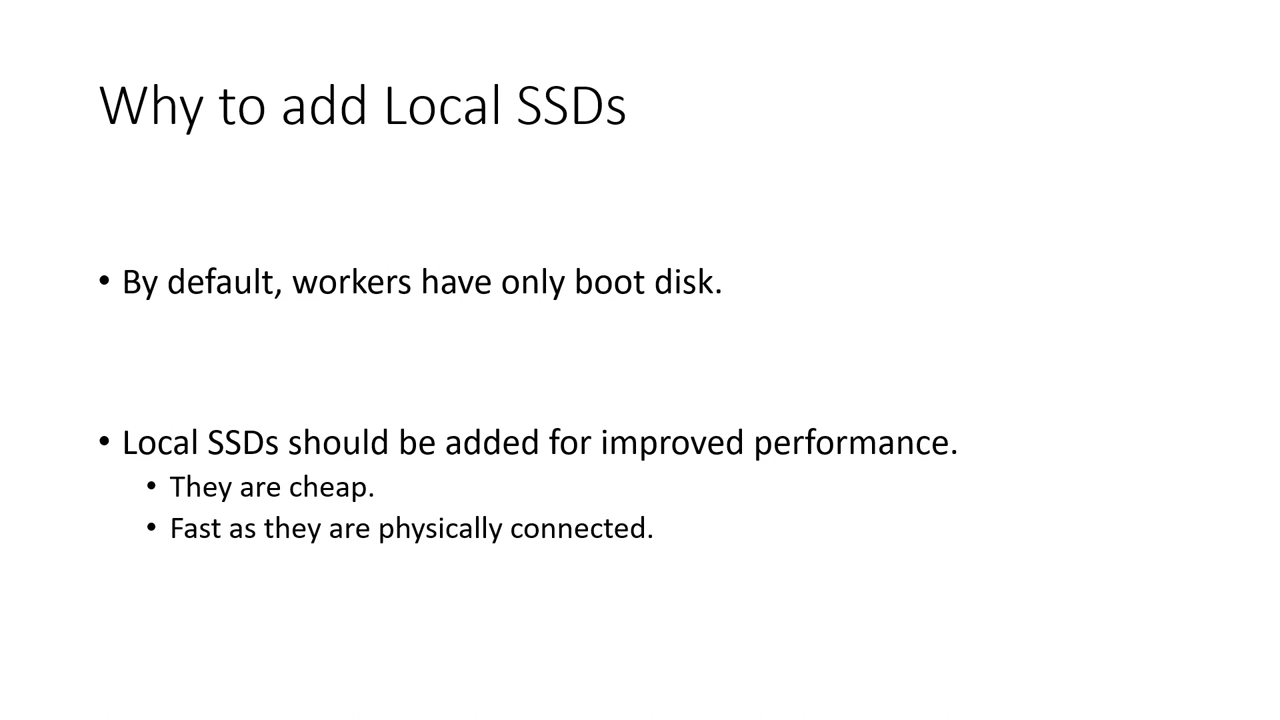 Why to add Local SSDs
• By default, workers have only boot disk.
• Local SSDs should be added for improved performance.
• They are cheap.
• Fast as they are physically connected.